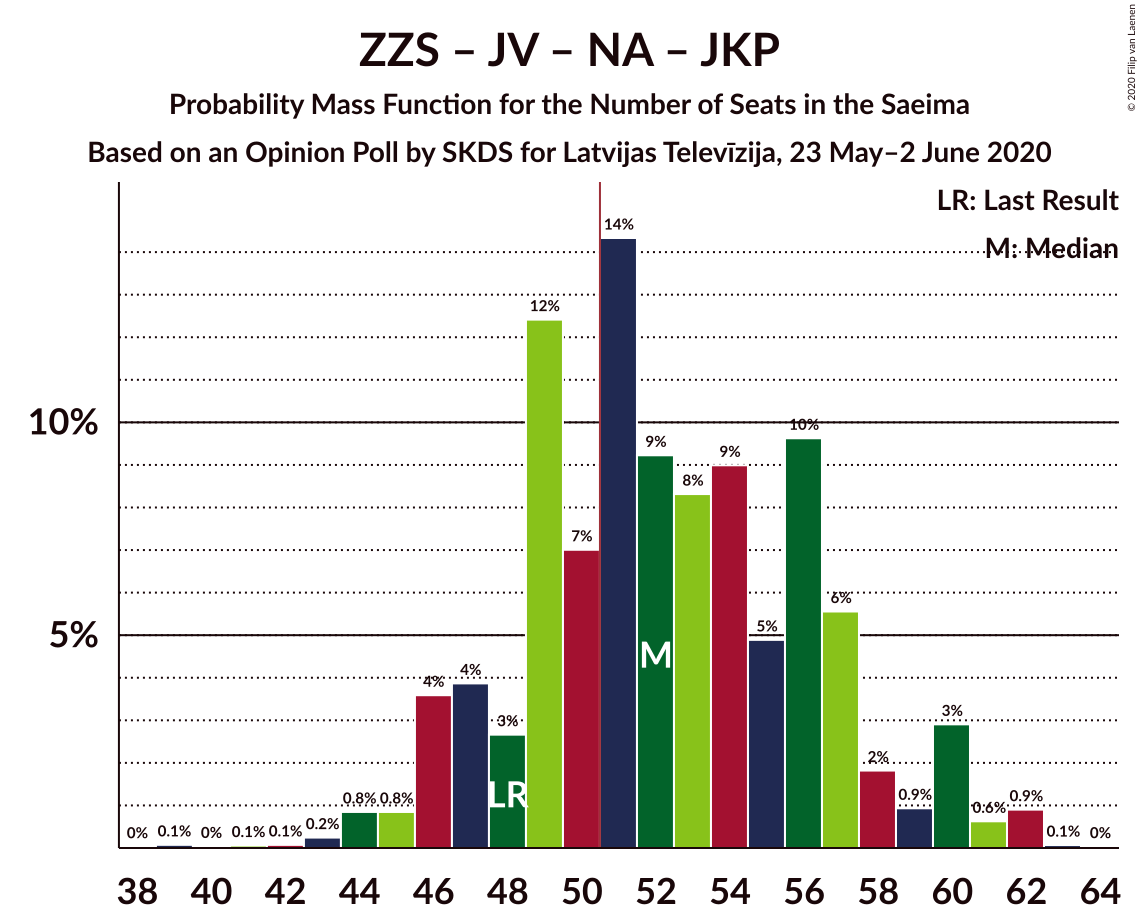 ZZS – JV – NA – JKP
Probability Mass Function for the Number of Seats in the Saeima
Based on an Opinion Poll by SKDS for Latvijas Televīzija, 23 May–2 June 2020
© 2020 Filip van Laenen
LR: Last Result
M: Median
10%
5%
0% 0.1% 0% 0.1% 0.1% 0.2% 0.8% 0.8% 4% 4% 3% 12% 7% 14% 9% 8% 9% 5% 10% 6% 2% 0.9% 3% 0.6% 0.9% 0.1% 0%
LR
M
38 40 42 44 46 48 50 52 54 56 58 60 62 64